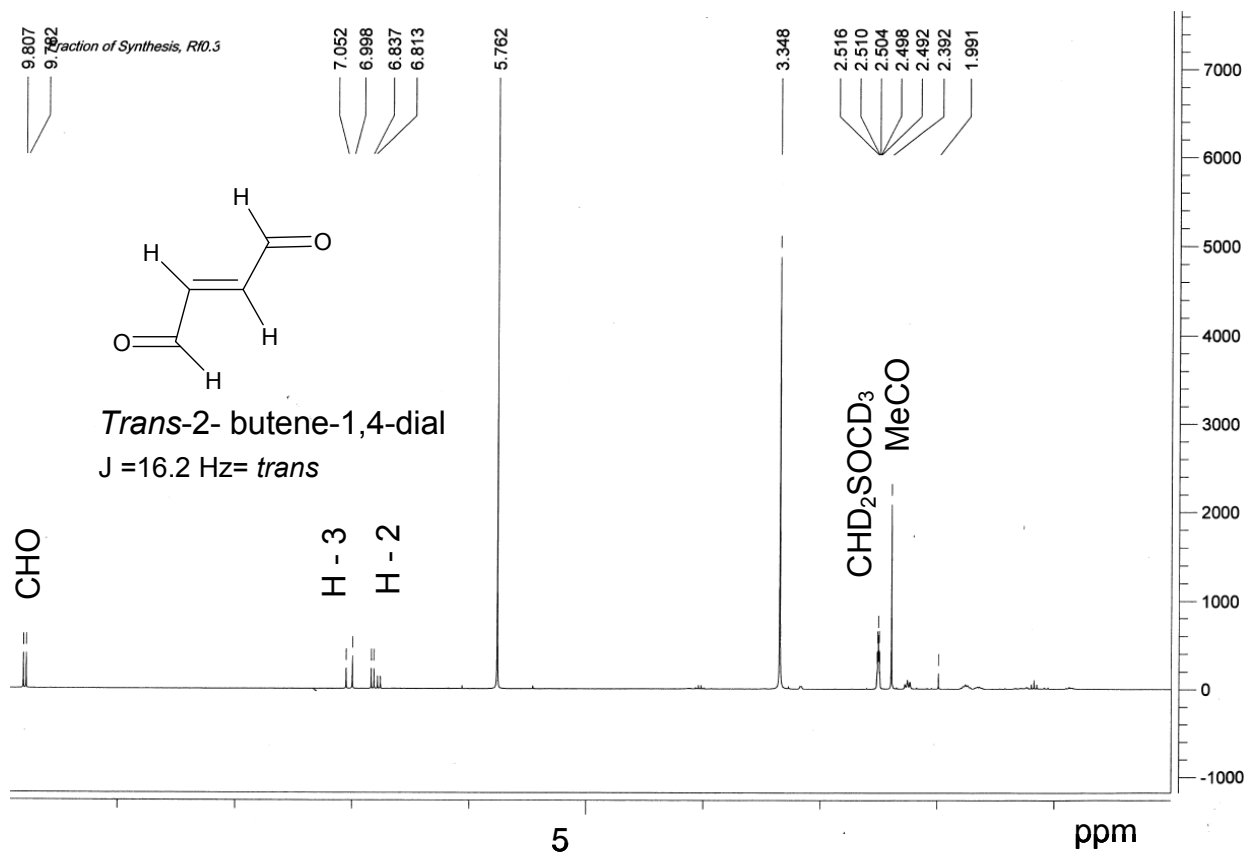 9.807
9.782
Fraction of Synthesis, Rf0.3
7.052
6.998
6.837
6.813
5.762
3.348
2.516
2.510
2.504
2.498
2.492
2.392
1.991
7000
6000
5000
4000
3000
2000
1000
0
-1000
H
O
H
H
O
H
Trans-2- butene-1,4-dial
J =16.2 Hz= trans
CHO
H - 3
H - 2
CHD₂SOCD₃
MeCO
5
ppm